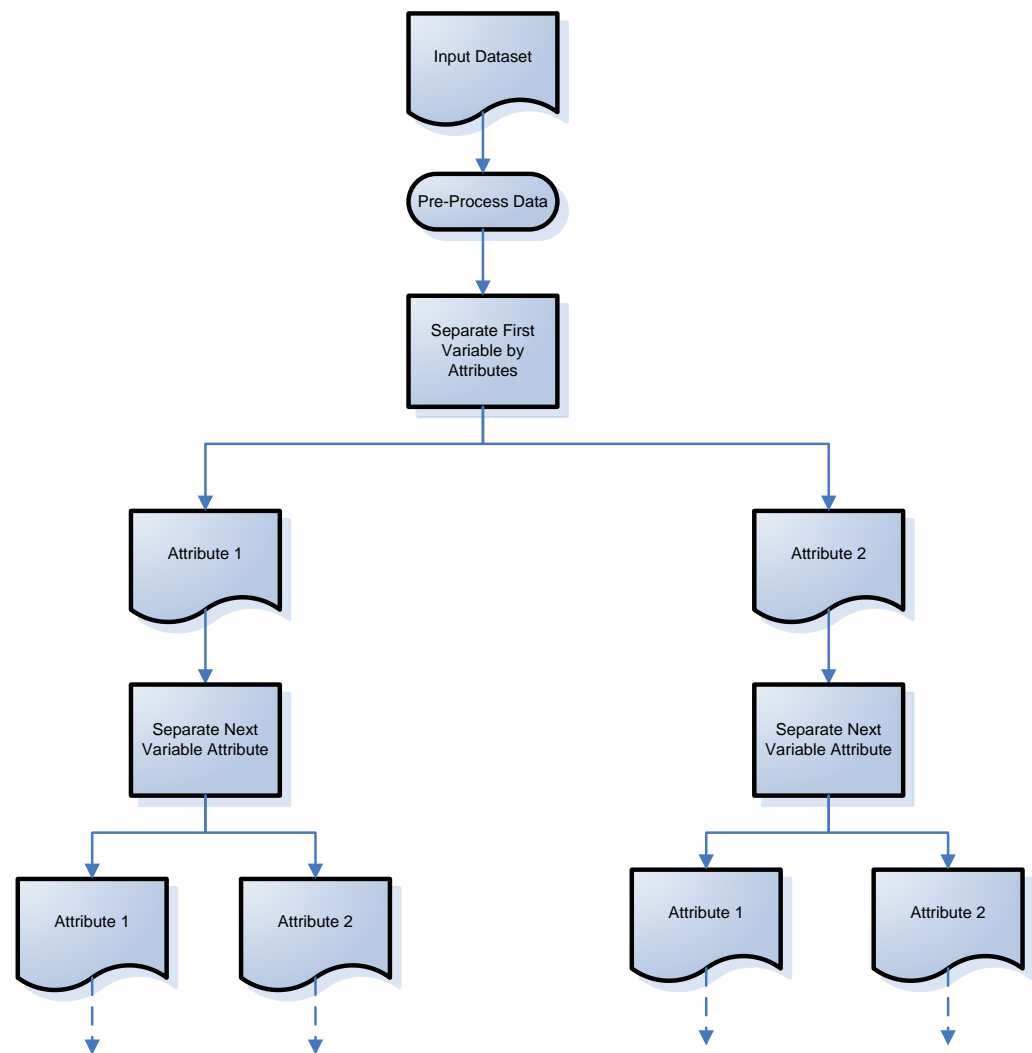 Input Dataset
Pre-Process Data
Separate First
Variable by
Attributes
Attribute 1
Attribute 2
Separate Next
Variable Attribute
Separate Next
Variable Attribute
Attribute 1
Attribute 2
Attribute 1
Attribute 2